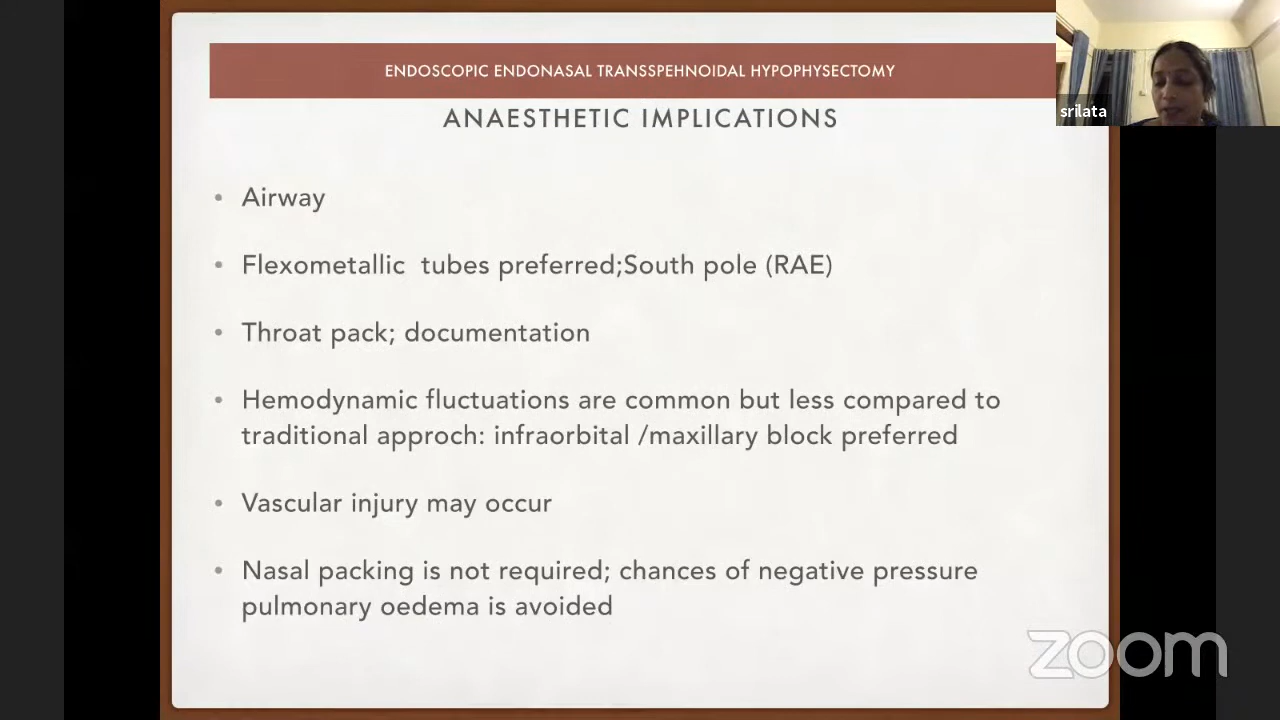 ENDOSCOPIC ENDONASAL TRANSSPEHNOIDAL HYPOPHYSECTOMY
ANAESTHETIC IMPLICATIONS
srilata
• Airway
• Flexometallic tubes preferred;South pole (RAE)
• Throat pack; documentation
• Hemodynamic fluctuations are common but less compared to
traditional approch: infraorbital /maxillary block preferred
• Vascular injury may occur
• Nasal packing is not required; chances of negative pressure
pulmonary oedema is avoided
zoom